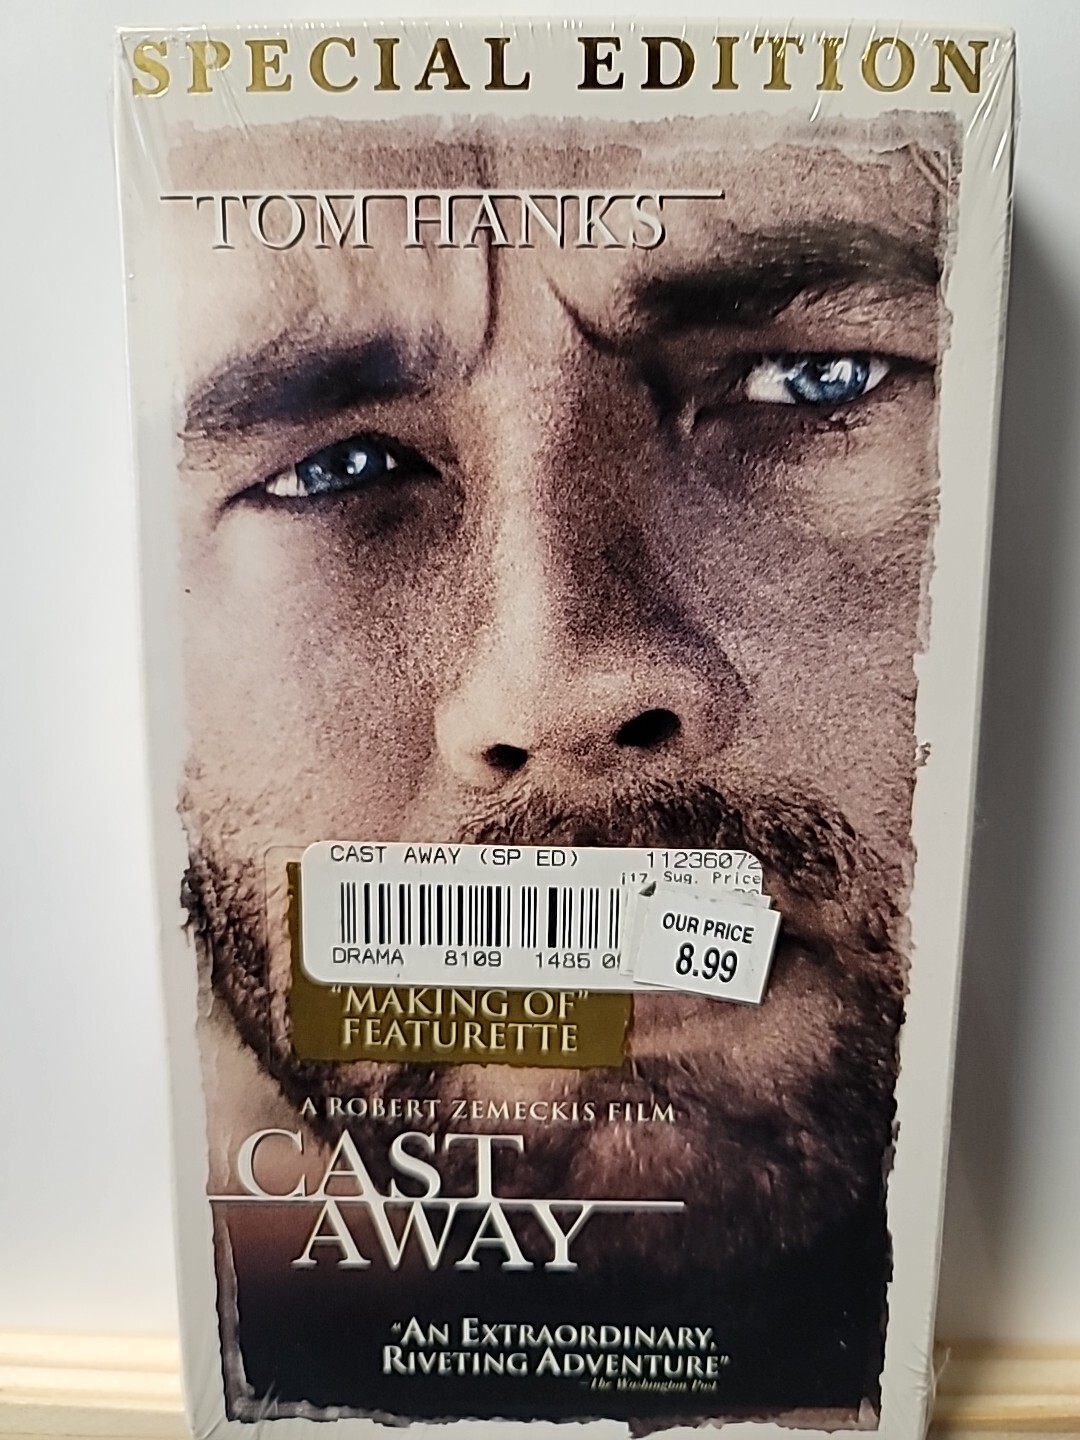 SPECIAL EDITION
TOM HANKS
CAST AWAY (SP ED) 11236072
Sug. Price
OUR PRICE
8.99
DRAMA 8109 1485
"MAKING OF"
FEATURETTE
A ROBERT ZEMECKIS FILM
CAST
AWAY
"AN EXTRAORDINARY,
RIVETING ADVENTURE"
- The Washington Post